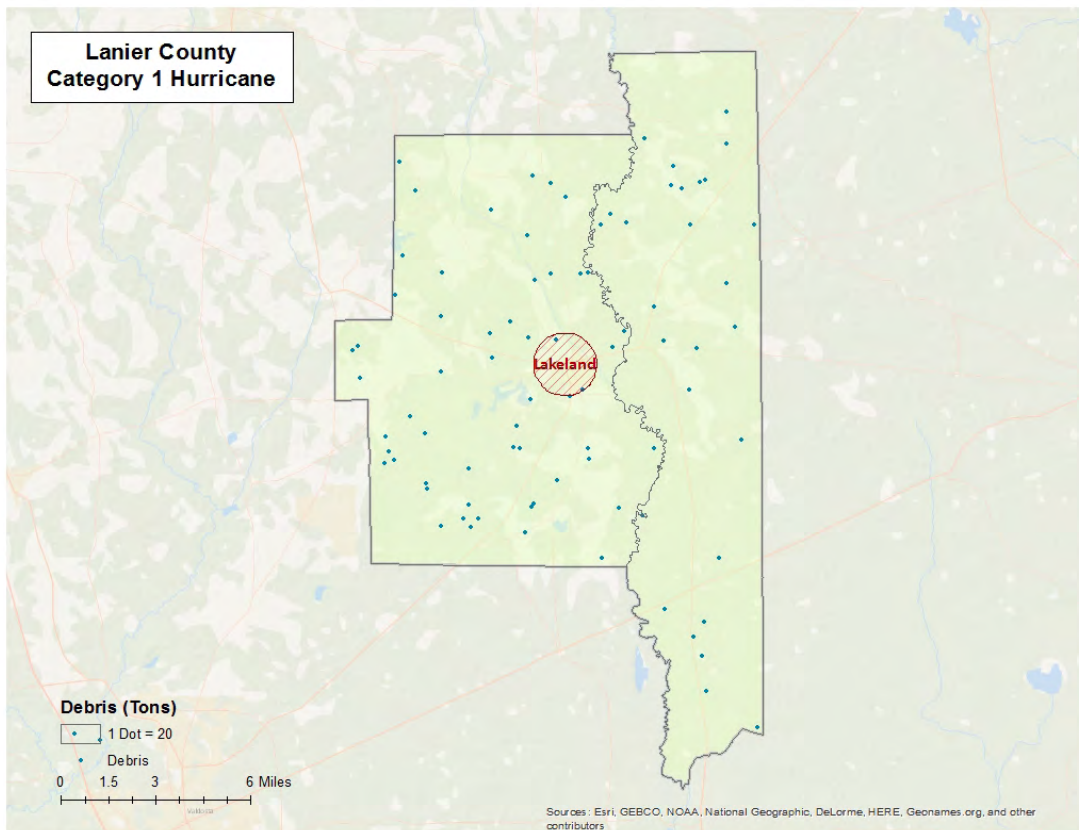 Lanier County
Category 1 Hurricane
Lakeland
Debris (Tons)
1 Dot = 20
Debris
0 1.5 3 6 Miles
Valdosta
Sources: Esri, GEBCO, NOAA, National Geographic, DeLorme, HERE, Geonames.org, and other
contributors